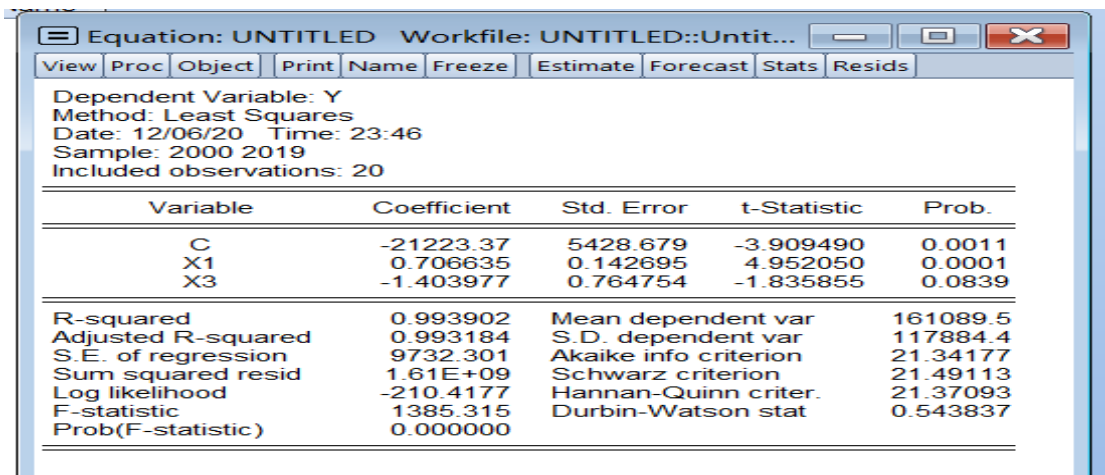 Equation: UNTITLED Workfile: UNTITLED::Untit...
View Proc Object Print Name Freeze Estimate Forecast Stats Resids
Dependent Variable: Y
Method: Least Squares
Date: 12/06/20 Time: 23:46
Sample: 2000 2019
Included observations: 20
Variable Coefficient Std. Error t-Statistic Prob.
C -21223.37 5428.679 -3.909490 0.0011
X1 0.706635 0.142695 4.952050 0.0001
X3 -1.403977 0.764754 -1.835855 0.0839
R-squared 0.993902 Mean dependent var 161089.5
Adjusted R-squared 0.993184 S.D. dependent var 117884.4
S.E. of regression 9732.301 Akaike info criterion 21.34177
Sum squared resid 1.61E+09 Schwarz criterion 21.49113
Log likelihood -210.4177 Hannan-Quinn criter. 21.37093
F-statistic 1385.315 Durbin-Watson stat 0.543837
Prob(F-statistic) 0.000000